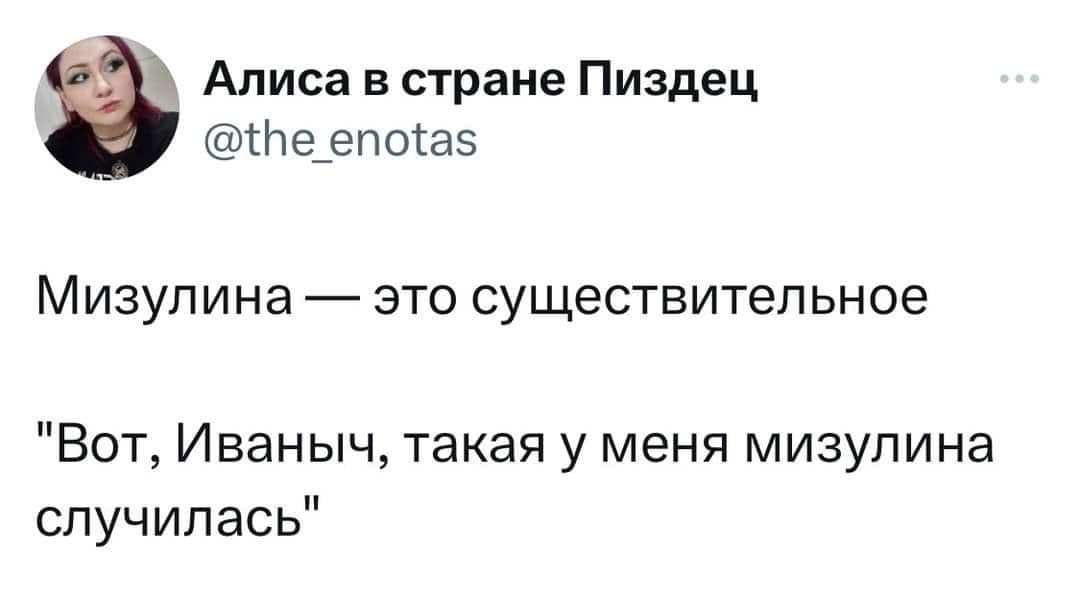 Алиса в стране Пиздец
@the_enotas
Мизулина — это существительное
"Вот, Иваныч, такая у меня мизулина
случилась"